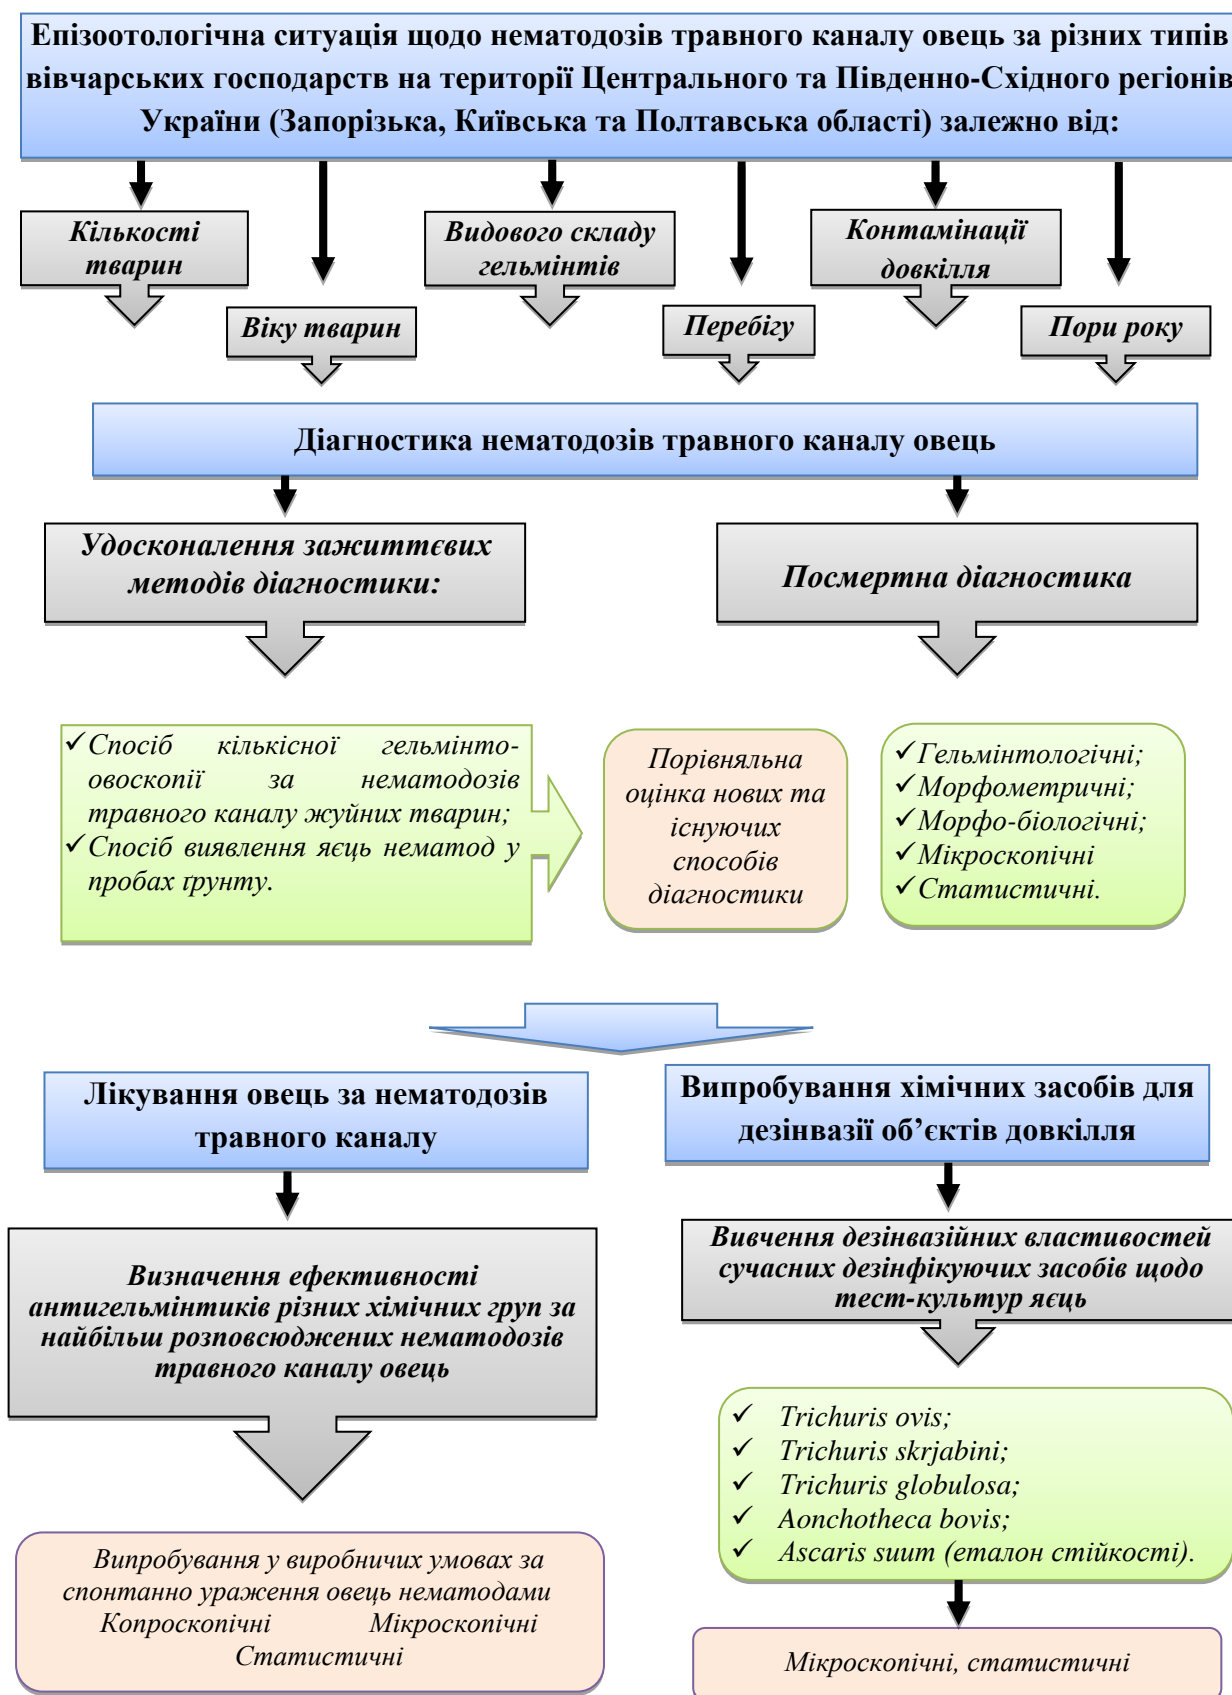 Епізоотологічна ситуація щодо нематодозів травного каналу овець за різних типів
вівчарських господарств на території Центрального та Південно-Східного регіонів
України (Запорізька, Київська та Полтавська області) залежно від:
Кількості
тварин
Видового складу
гельмінтів
Контамінації
довкілля
Віку тварин
Перебігу
Пори року
Діагностика нематодозів травного каналу овець
Удосконалення зажиттєвих
методів діагностики:
Посмертна діагностика
✓Спосіб кількісної гельмінто-
овоскопії за нематодозів
травного каналу жуйних тварин;
✓Спосіб виявлення яєць нематод у
пробах ґрунту.
Порівняльна
оцінка нових та
існуючих
способів
діагностики
✓Гельмінтологічні;
✓Морфометричні;
✓Морфо-біологічні;
✓Мікроскопічні
✓Статистичні.
Лікування овець за нематодозів
травного каналу
Випробування хімічних засобів для
дезінвазії об’єктів довкілля
Визначення ефективності
антигельмінтиків різних хімічних груп за
найбільш розповсюджених нематодозів
травного каналу овець
Вивчення дезінвазійних властивостей
сучасних дезінфікуючих засобів щодо
тест-культур яєць
✓ Trichuris ovis;
✓ Trichuris skrjabini;
✓ Trichuris globulosa;
✓ Aonchotheca bovis;
✓ Ascaris suum (еталон стійкості).
Випробування у виробничих умовах за
спонтанно ураження овець нематодами
Копроскопічні Мікроскопічні
Статистичні
Мікроскопічні, статистичні